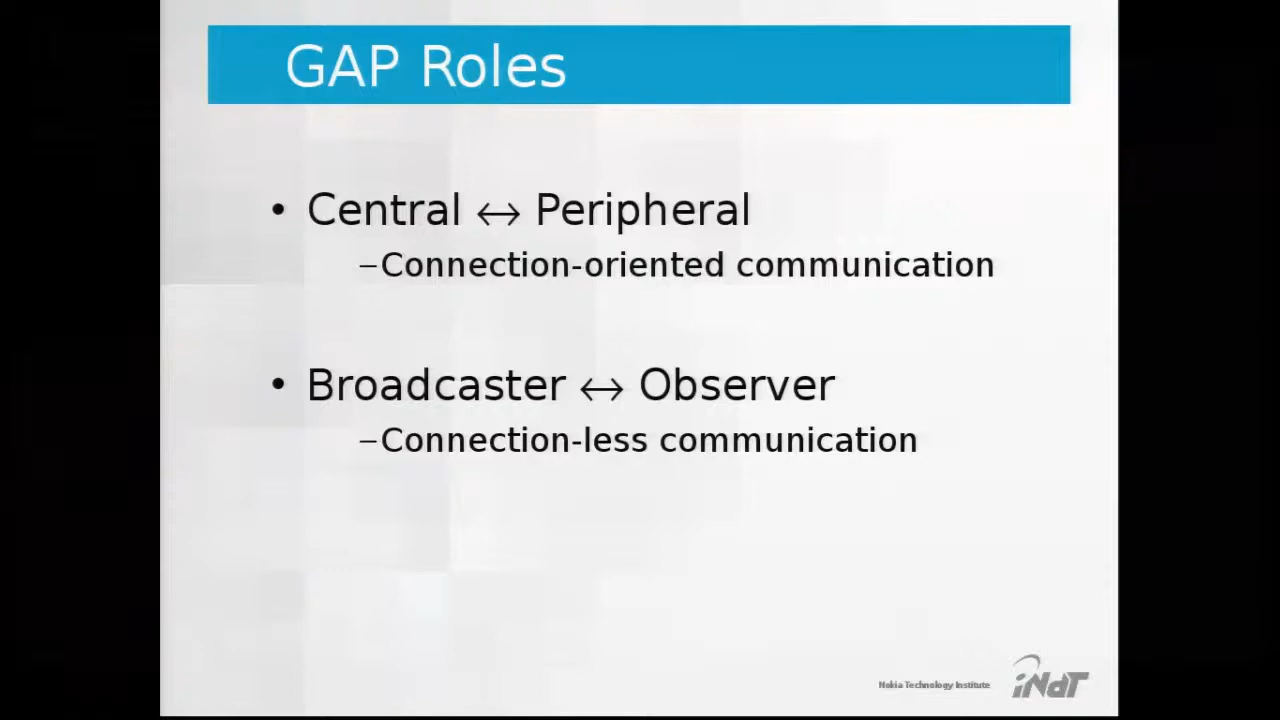 GAP Roles
• Central ↔ Peripheral
–Connection-oriented communication
• Broadcaster ↔ Observer
–Connection-less communication
Nokia Technology Institute
iNdT